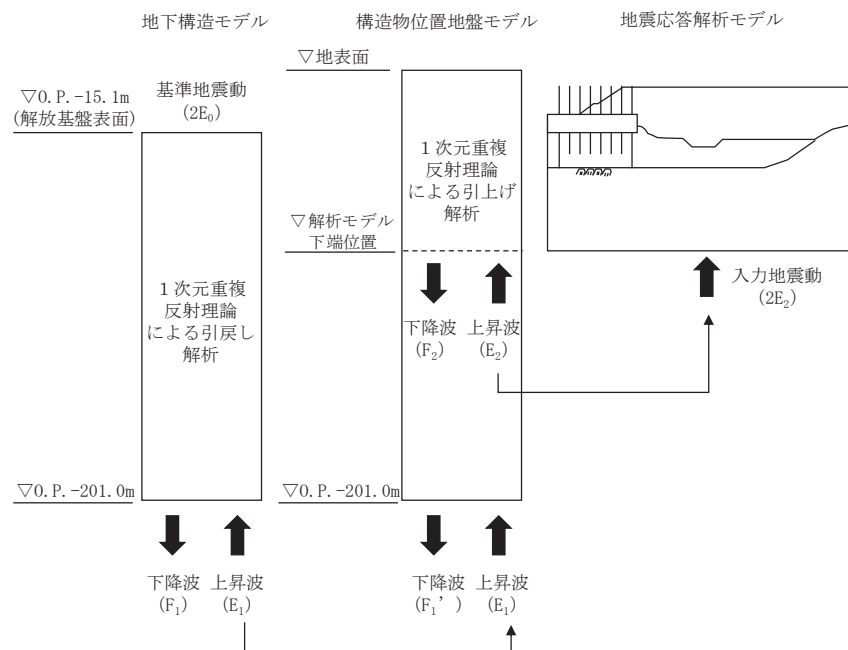 地下構造モデル
構造物位置地盤モデル
地震応答解析モデル
▽地表面
▽O.P.-15.1m
(解放基盤表面)
基準地震動
(2E₀)
1次元重複
反射理論
による引上げ
解析
▽解析モデル
下端位置
1次元重複
反射理論
による引戻し
解析
下降波
(F₂)
上昇波
(E₂)
入力地震動
(2E₂)
▽O.P.-201.0m
▽O.P.-201.0m
下降波
(F₁)
上昇波
(E₁)
下降波
(F₁’)
上昇波
(E₁)